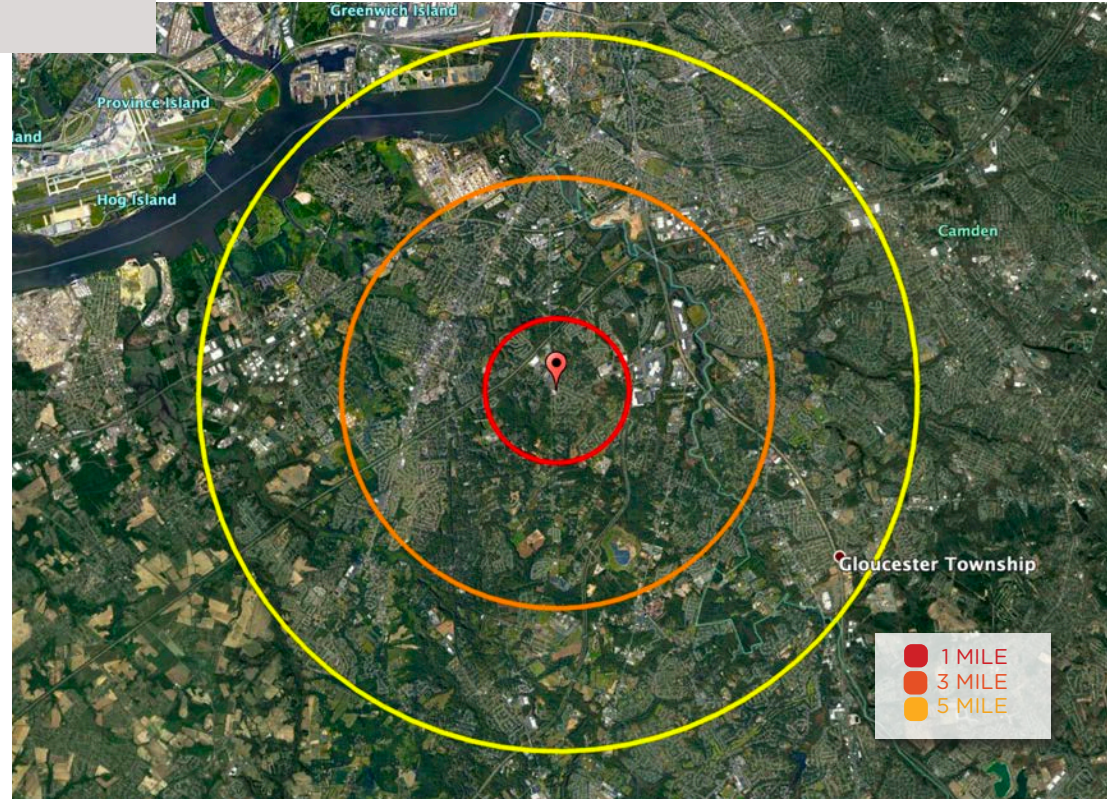 Greenwich Island
Province Island
land
Hog Island
Camden
Gloucester Township
1 MILE
3 MILE
5 MILE